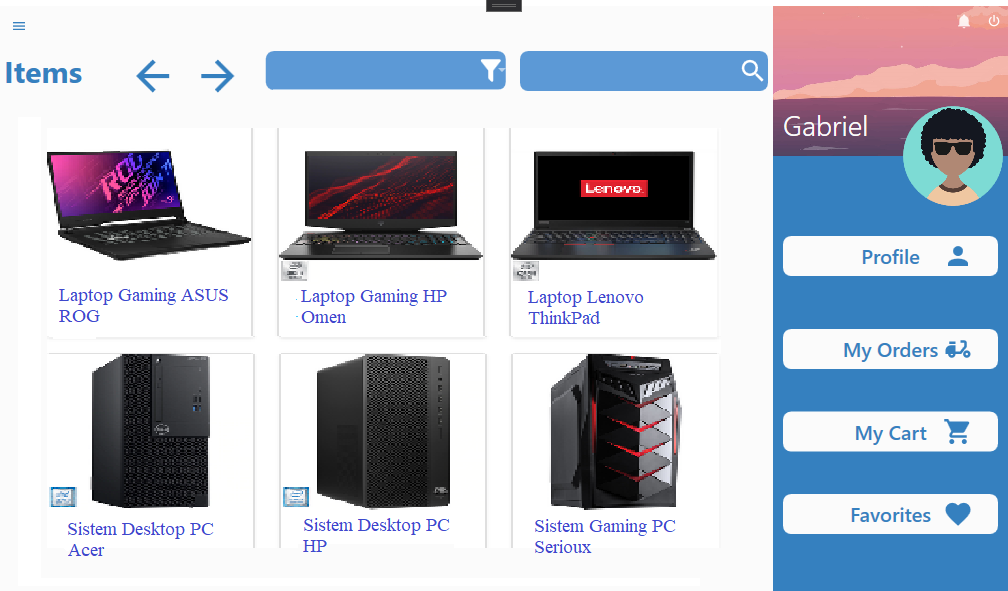 Items
Gabriel
Lenovo
Laptop Gaming ASUS
ROG
Laptop Gaming HP
Omen
Laptop Lenovo
ThinkPad
Sistem Desktop PC
Acer
Sistem Desktop PC
HP
Sistem Gaming PC
Serioux
Profile
My Orders
My Cart
Favorites